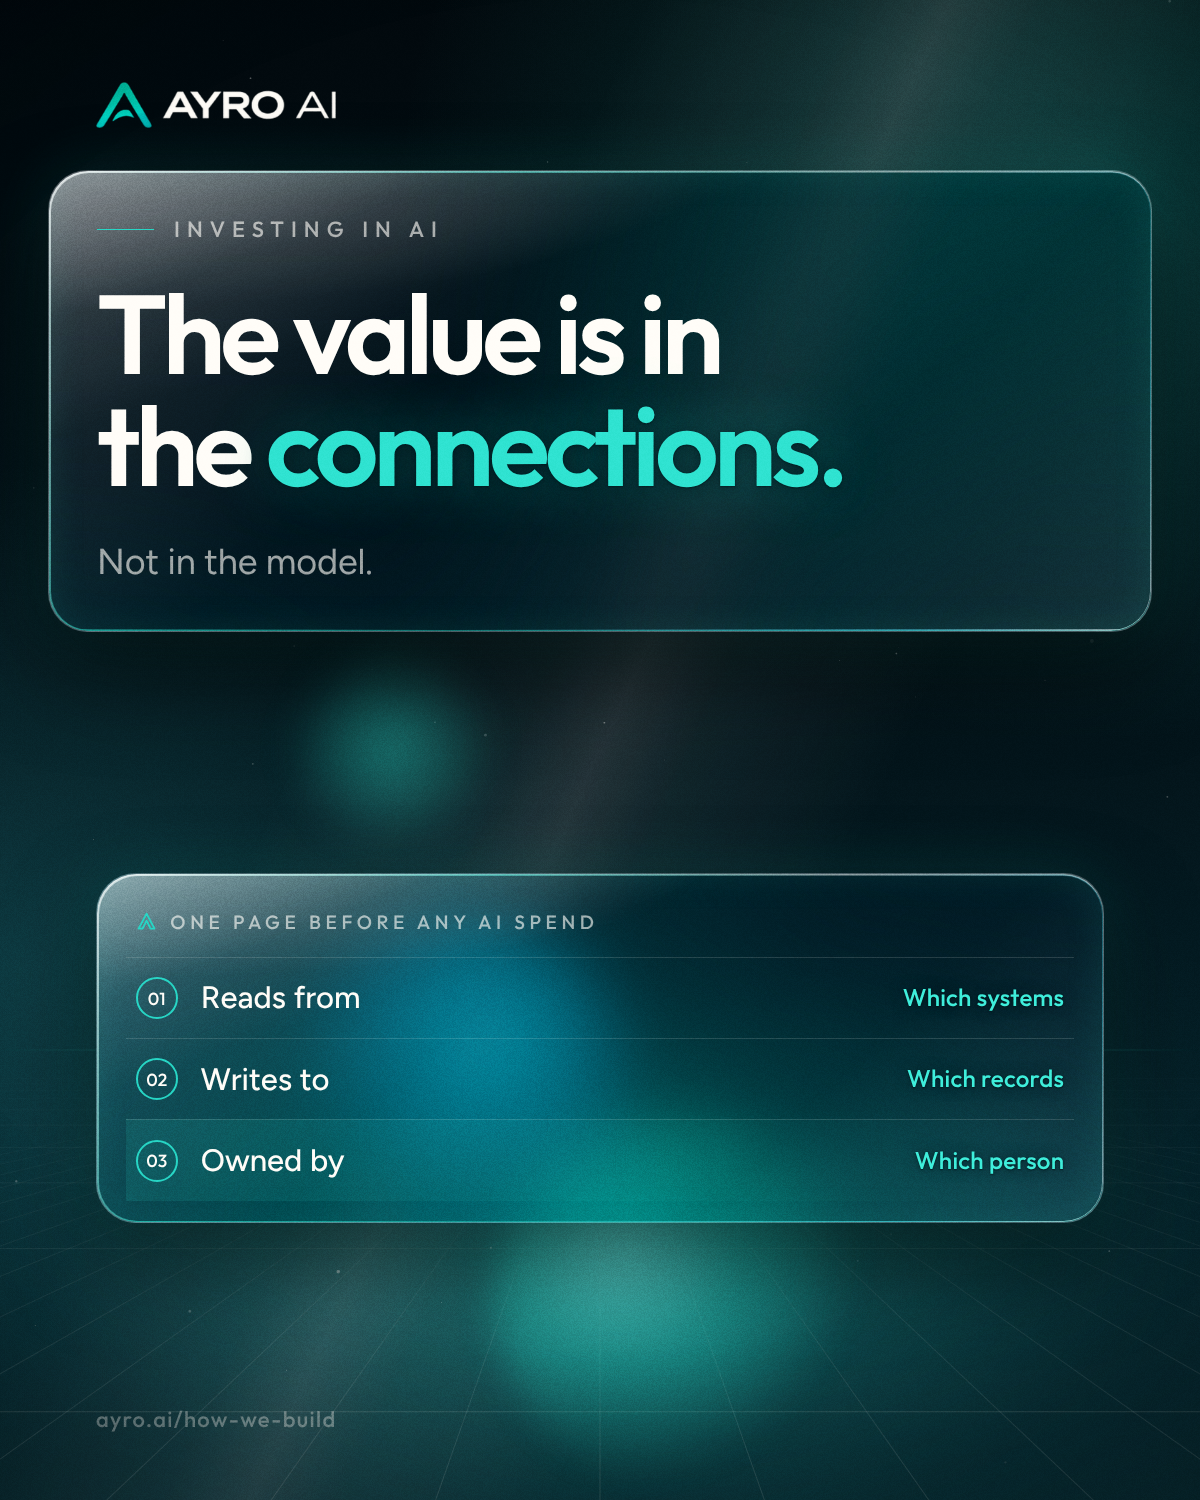 AYRO AI
INVESTING IN AI
The value is in
the connections.
Not in the model.
ONE PAGE BEFORE ANY AI SPEND
01 Reads from Which systems
02 Writes to Which records
03 Owned by Which person
ayro.ai/how-we-build